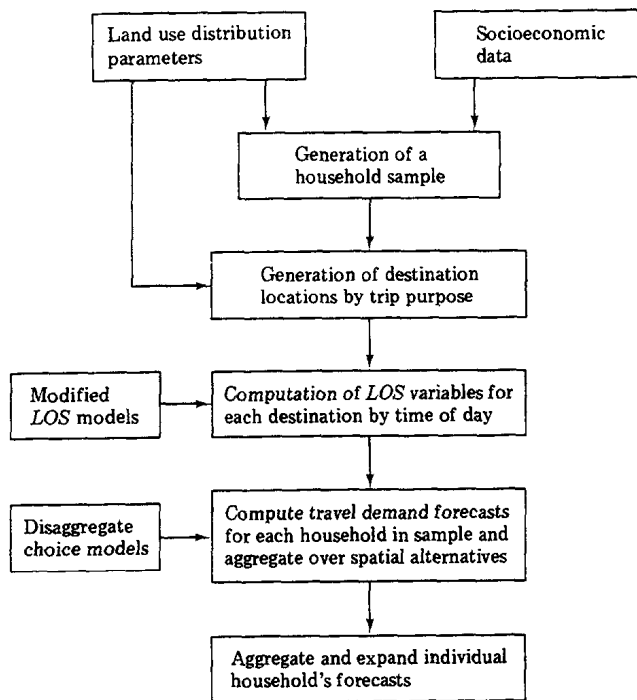 Land use distribution
parameters
Socioeconomic
data
Generation of a
household sample
Generation of destination
locations by trip purpose
Modified
LOS models
Computation of LOS variables for
each destination by time of day
Disaggregate
choice models
Compute travel demand forecasts
for each household in sample and
aggregate over spatial alternatives
Aggregate and expand individual
household's forecasts